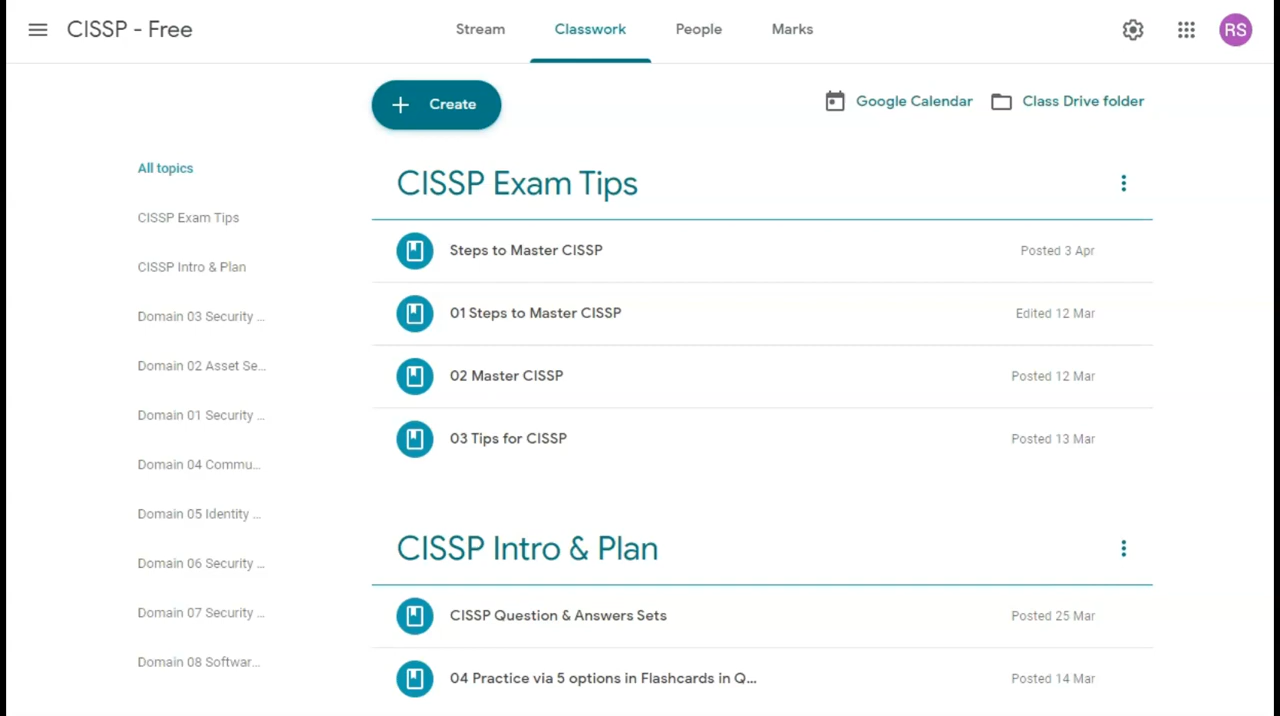 CISSP - Free
Stream
Classwork
People
Marks
RS
Create
Google Calendar
Class Drive folder
All topics
CISSP Exam Tips
CISSP Intro & Plan
Domain 03 Security ...
Domain 02 Asset Se...
Domain 01 Security ...
Domain 04 Commu...
Domain 05 Identity ...
Domain 06 Security ...
Domain 07 Security ...
Domain 08 Softwar...
CISSP Exam Tips
Steps to Master CISSP Posted 3 Apr
01 Steps to Master CISSP Edited 12 Mar
02 Master CISSP Posted 12 Mar
03 Tips for CISSP Posted 13 Mar
CISSP Intro & Plan
CISSP Question & Answers Sets Posted 25 Mar
04 Practice via 5 options in Flashcards in Q... Posted 14 Mar